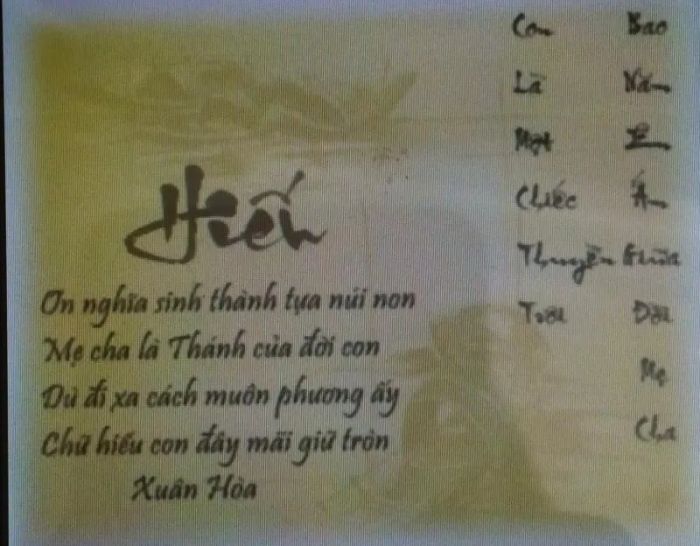 Hiếu
Ơn nghĩa sinh thành tựa núi non
Mẹ cha là Thánh của đời con
Dù đi xa cách muôn phương ấy
Chữ hiếu con đây mãi giữ tròn
Xuân Hòa
Con
Là
Một
Chiếc
Thuyền
Trôi
Bao
Năm
Êm
Ấm
Giữa
Đời
Mẹ
Cha